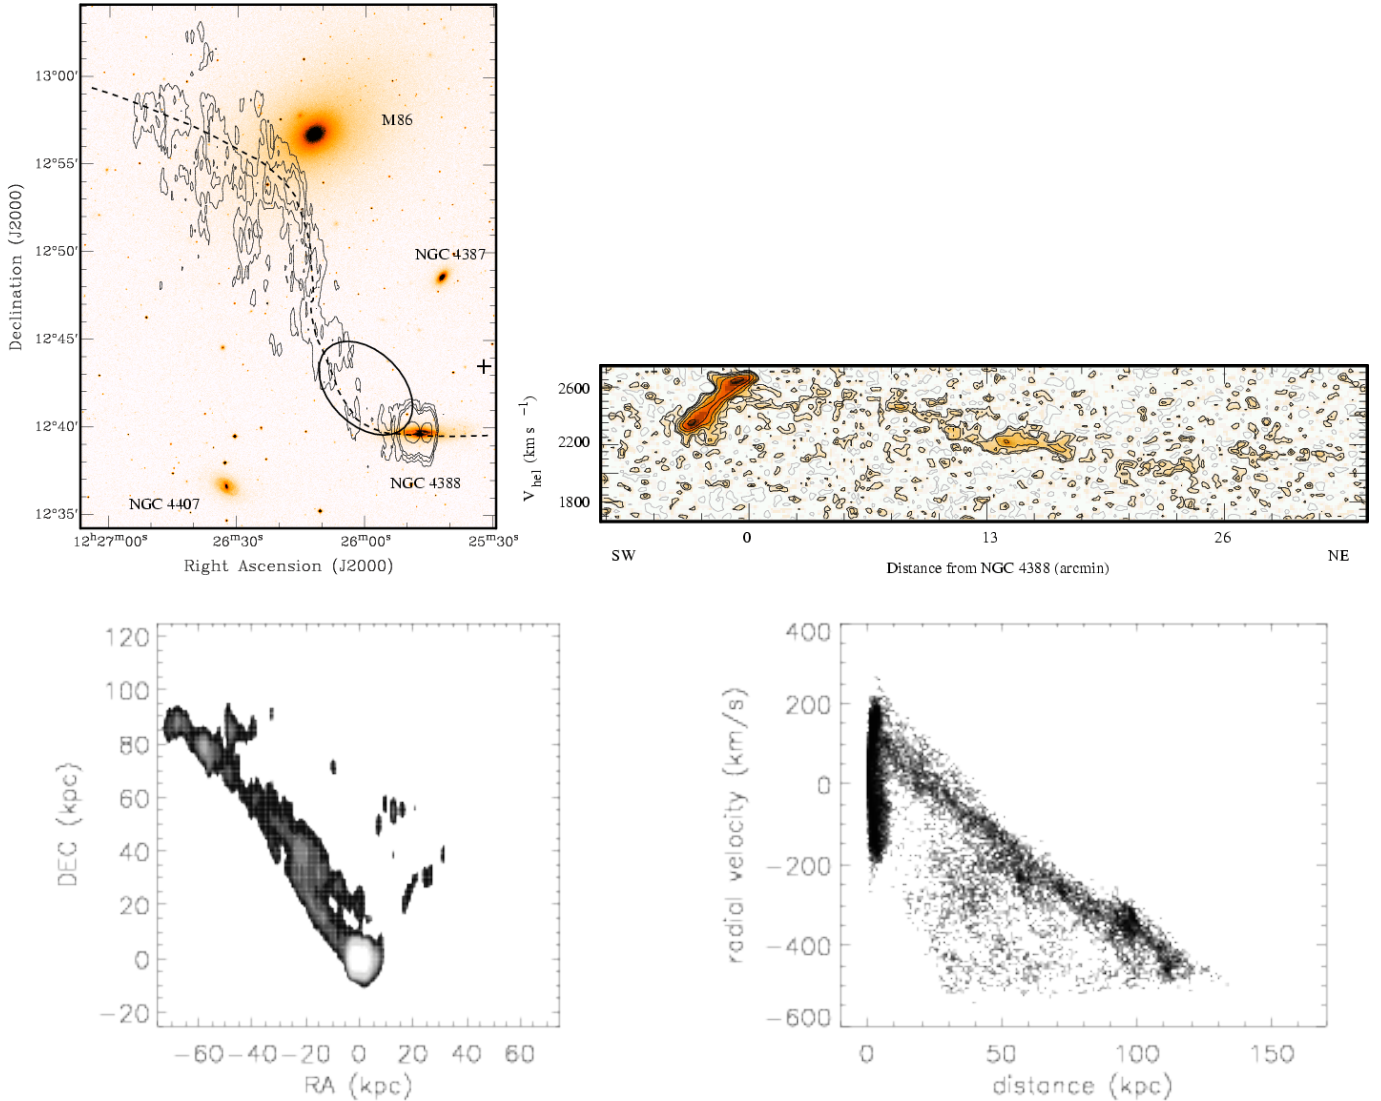 13°00′
12°55′
12°50′
12°45′
12°40′
12°35′
Declination (J2000)
M86
NGC 4387
NGC 4388
NGC 4407
12ʰ27ᵐ00ˢ
26ᵐ30ˢ
26ᵐ00ˢ
25ᵐ30ˢ
Right Ascension (J2000)
2600
2200
1800
V hel (km s −1)
0
13
26
SW
NE
Distance from NGC 4388 (arcmin)
120
100
80
60
40
20
0
−20
DEC (kpc)
−60 −40 −20 0 20 40 60
RA (kpc)
400
200
0
−200
−400
−600
radial velocity (km/s)
0 50 100 150
distance (kpc)